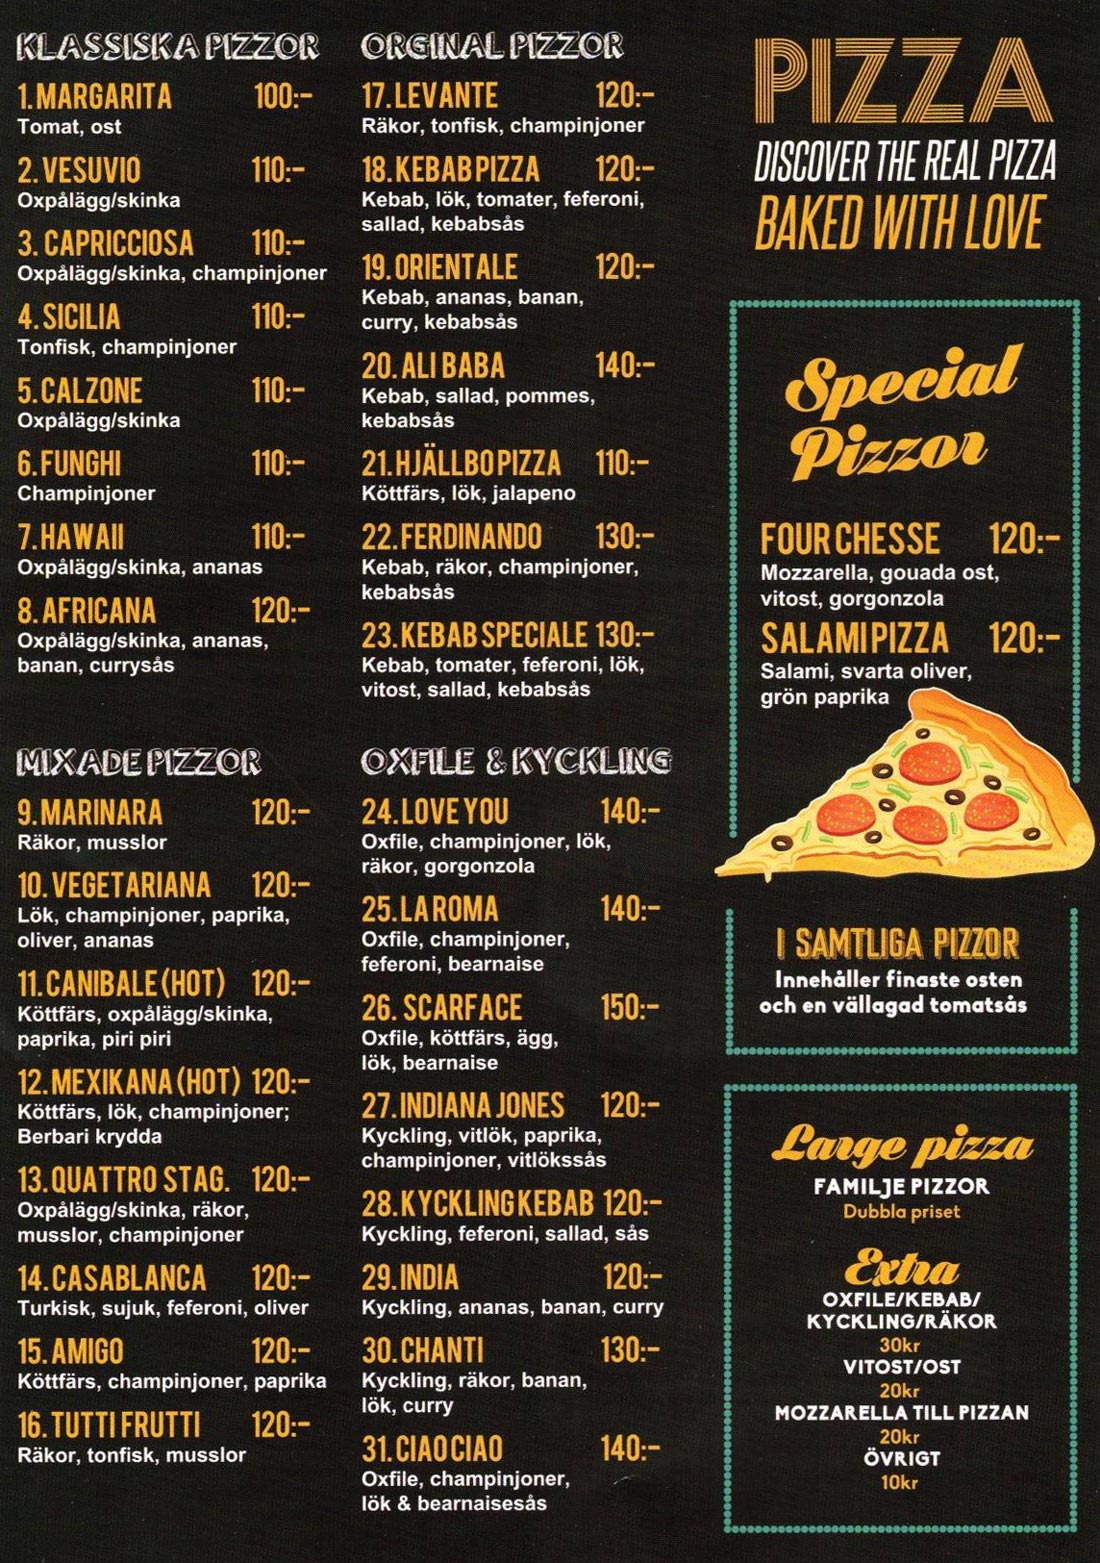 KLASSISKA PIZZOR
1. MARGARITA 100:-
Tomat, ost
2. VESUVIO 110:-
Oxpålägg/skinka
3. CAPRICCIOSA 110:-
Oxpålägg/skinka, champinjoner
4. SICILIA 110:-
Tonfisk, champinjoner
5. CALZONE 110:-
Oxpålägg/skinka
6. FUNGHI 110:-
Champinjoner
7. HAWAII 110:-
Oxpålägg/skinka, ananas
8. AFRICANA 120:-
Oxpålägg/skinka, ananas,
banan, currysås
MIXADE PIZZOR
9. MARINARA 120:-
Räkor, musslor
10. VEGETARIANA 120:-
Lök, champinjoner, paprika,
oliver, ananas
11. CANIBALE (HOT) 120:-
Köttfärs, oxpålägg/skinka,
paprika, piri piri
12. MEXIKANA (HOT) 120:-
Köttfärs, lök, champinjoner;
Berbari krydda
13. QUATTRO STAG. 120:-
Oxpålägg/skinka, räkor,
musslor, champinjoner
14. CASABLANCA 120:-
Turkisk, sujuk, feferoni, oliver
15. AMIGO 120:-
Köttfärs, champinjoner, paprika
16. TUTTI FRUTTI 120:-
Räkor, tonfisk, musslor
ORGINAL PIZZOR
17. LEVANTE 120:-
Räkor, tonfisk, champinjoner
18. KEBAB PIZZA 120:-
Kebab, lök, tomater, feferoni,
sallad, kebabsås
19. ORIENTALE 120:-
Kebab, ananas, banan,
curry, kebabsås
20. ALI BABA 140:-
Kebab, sallad, pommes,
kebabsås
21. HJÄLLBO PIZZA 110:-
Köttfärs, lök, jalapeno
22. FERDINANDO 130:-
Kebab, räkor, champinjoner,
kebabsås
23. KEBAB SPECIALE 130:-
Kebab, tomater, feferoni, lök,
vitost, sallad, kebabsås
OXFILE & KYCKLING
24. LOVE YOU 140:-
Oxfile, champinjoner, lök,
räkor, gorgonzola
25. LA ROMA 140:-
Oxfile, champinjoner,
feferoni, bearnaise
26. SCARFACE 150:-
Oxfile, köttfärs, ägg,
lök, bearnaise
27. INDIANA JONES 120:-
Kyckling, vitlök, paprika,
champinjoner, vitlökssås
28. KYCKLING KEBAB 120:-
Kyckling, feferoni, sallad, sås
29. INDIA 120:-
Kyckling, ananas, banan, curry
30. CHANTI 130:-
Kyckling, räkor, banan,
lök, curry
31. CIAO CIAO 140:-
Oxfile, champinjoner,
lök & bearnaisesås
PIZZA
DISCOVER THE REAL PIZZA
BAKED WITH LOVE
Special
Pizzor
FOUR CHESSE 120:-
Mozzarella, gouada ost,
vitost, gorgonzola
SALAMI PIZZA 120:-
Salami, svarta oliver,
grön paprika
I SAMTLIGA PIZZOR
Innehåller finaste osten
och en vällagad tomatsås
Large pizza
FAMILJE PIZZOR
Dubbla priset
Extra
OXFILE/KEBAB/
KYCKLING/RÄKOR
30kr
VITOST/OST
20kr
MOZZARELLA TILL PIZZAN
20kr
ÖVRIGT
10kr